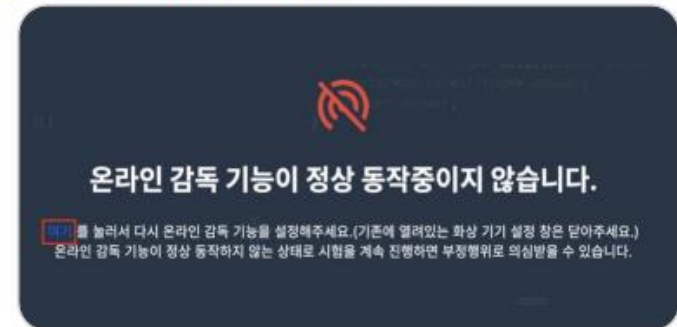 온라인 감독 기능이 정상 동작중이지 않습니다.
여기 를 눌러서 다시 온라인 감독 기능을 설정해주세요.(기존에 열려있는 화상 기기 설정 창은 닫아주세요.)
온라인 감독 기능이 정상 동작하지 않는 상태로 시험을 계속 진행하면 부정행위로 의심받을 수 있습니다.